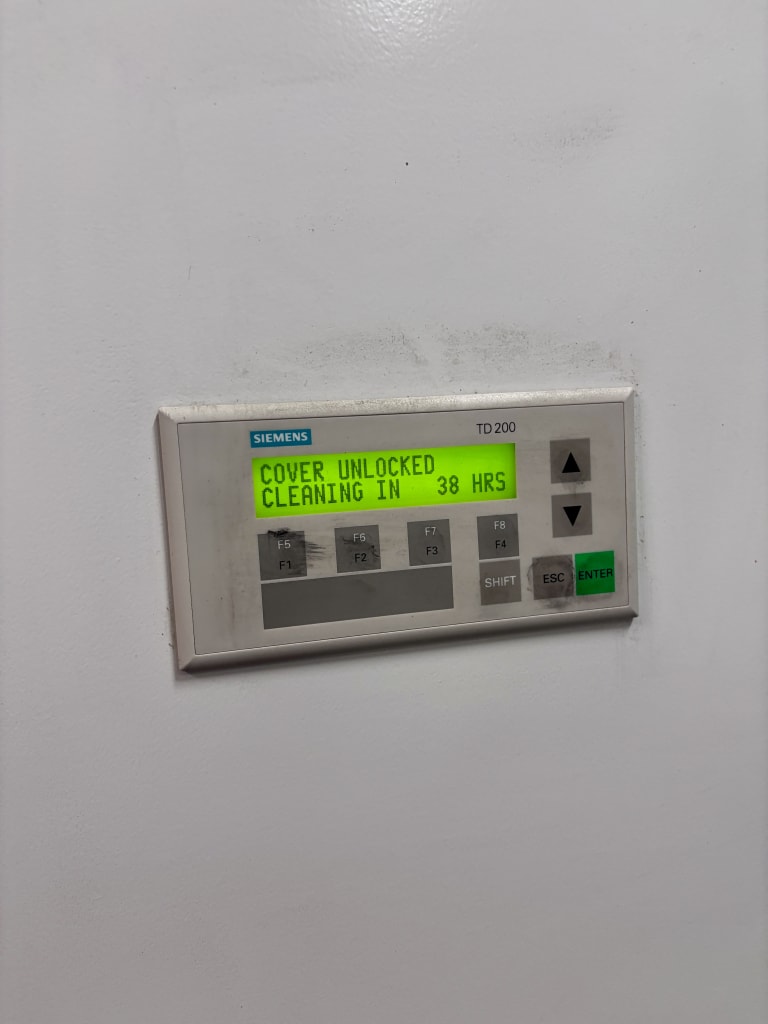 SIEMENS
TD 200
COVER UNLOCKED
CLEANING IN 38 HRS
F5 F6 F7 F8
F1 F2 F3 F4
SHIFT ESC ENTER